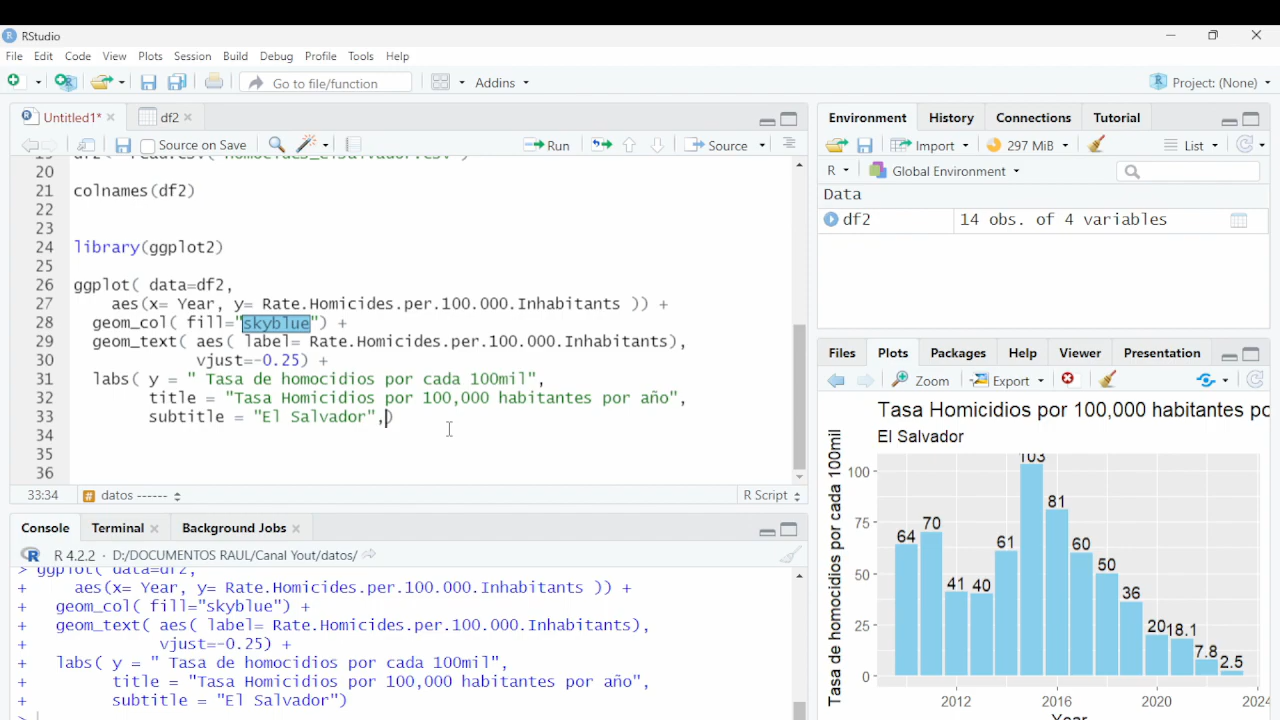 RStudio
File Edit Code View Plots Session Build Debug Profile Tools Help
Go to file/function Addins Project: (None)
Untitled1* df2
Source on Save Run Source
20
21 colnames(df2)
22
23
24 library(ggplot2)
25
26 ggplot( data=df2,
27 aes(x= Year, y= Rate.Homicides.per.100.000.Inhabitants )) +
28 geom_col( fill="skyblue") +
29 geom_text( aes( label= Rate.Homicides.per.100.000.Inhabitants),
30 vjust=-0.25) +
31 labs( y = " Tasa de homocidios por cada 100mil",
32 title = "Tasa Homicidios por 100,000 habitantes por año",
33 subtitle = "El Salvador",)
34
35
36
33:34 datos ------ R Script
Console Terminal Background Jobs
R 4.2.2 · D:/DOCUMENTOS RAUL/Canal Yout/datos/
> ggplot( data=df2,
+ aes(x= Year, y= Rate.Homicides.per.100.000.Inhabitants )) +
+ geom_col( fill="skyblue") +
+ geom_text( aes( label= Rate.Homicides.per.100.000.Inhabitants),
+ vjust=-0.25) +
+ labs( y = " Tasa de homocidios por cada 100mil",
+ title = "Tasa Homicidios por 100,000 habitantes por año",
+ subtitle = "El Salvador")
>
Environment History Connections Tutorial
Import 297 MiB List
R Global Environment
Data
df2 14 obs. of 4 variables
Files Plots Packages Help Viewer Presentation
Zoom Export
Tasa Homicidios por 100,000 habitantes po
El Salvador
Tasa de homocidios por cada 100mil
100
75
50
25
0
64 70 41 40 61 103 81 60 50 36 20 18.1 7.8 2.5
2012 2016 2020 2024
Year